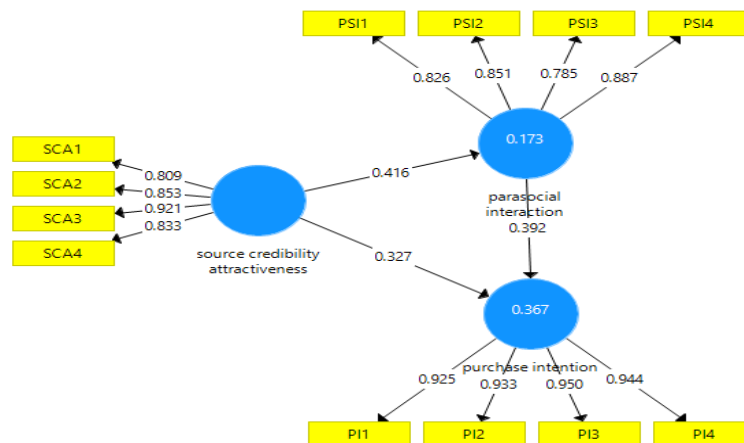 PSI1 PSI2 PSI3 PSI4
0.826 0.851 0.785 0.887
0.173
SCA1
SCA2
SCA3
SCA4
0.809
0.853
0.921
0.833
0.416
parasocial
interaction
0.392
source credibility
attractiveness
0.327
0.367
purchase intention
0.925 0.933 0.950 0.944
PI1 PI2 PI3 PI4